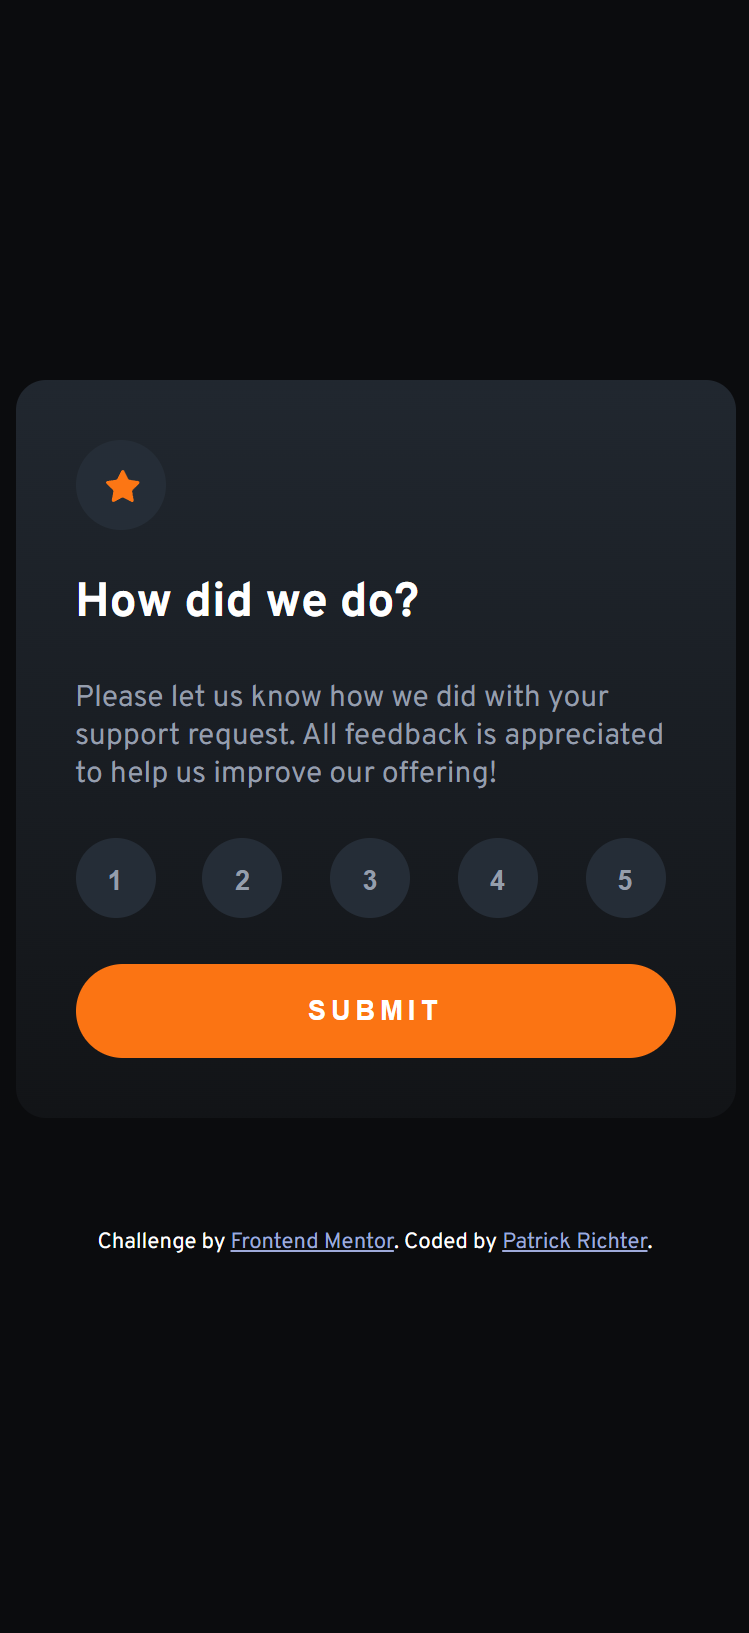 How did we do?
Please let us know how we did with your
support request. All feedback is appreciated
to help us improve our offering!
1 2 3 4 5
SUBMIT
Challenge by Frontend Mentor. Coded by Patrick Richter.